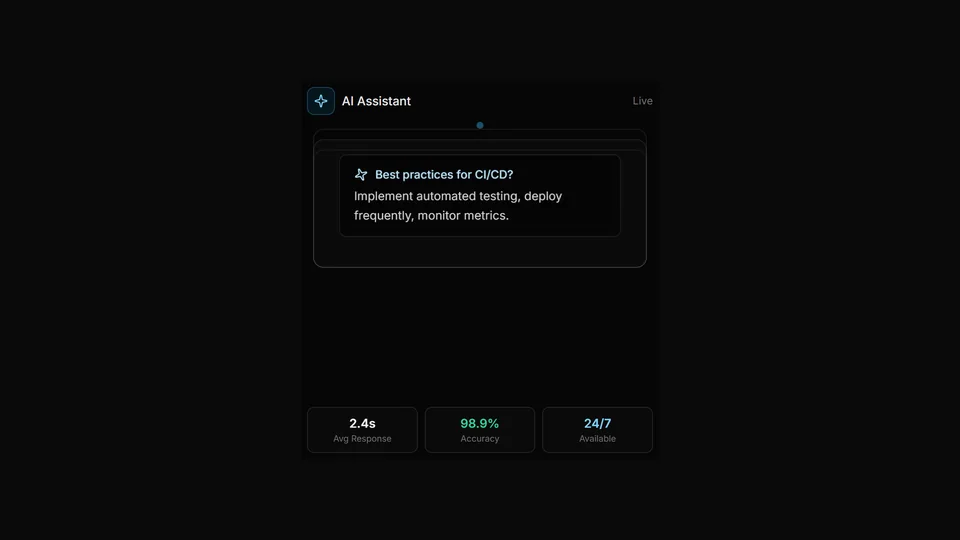 AI Assistant
Live
Best practices for CI/CD?
Implement automated testing, deploy
frequently, monitor metrics.
2.4s
Avg Response
98.9%
Accuracy
24/7
Available